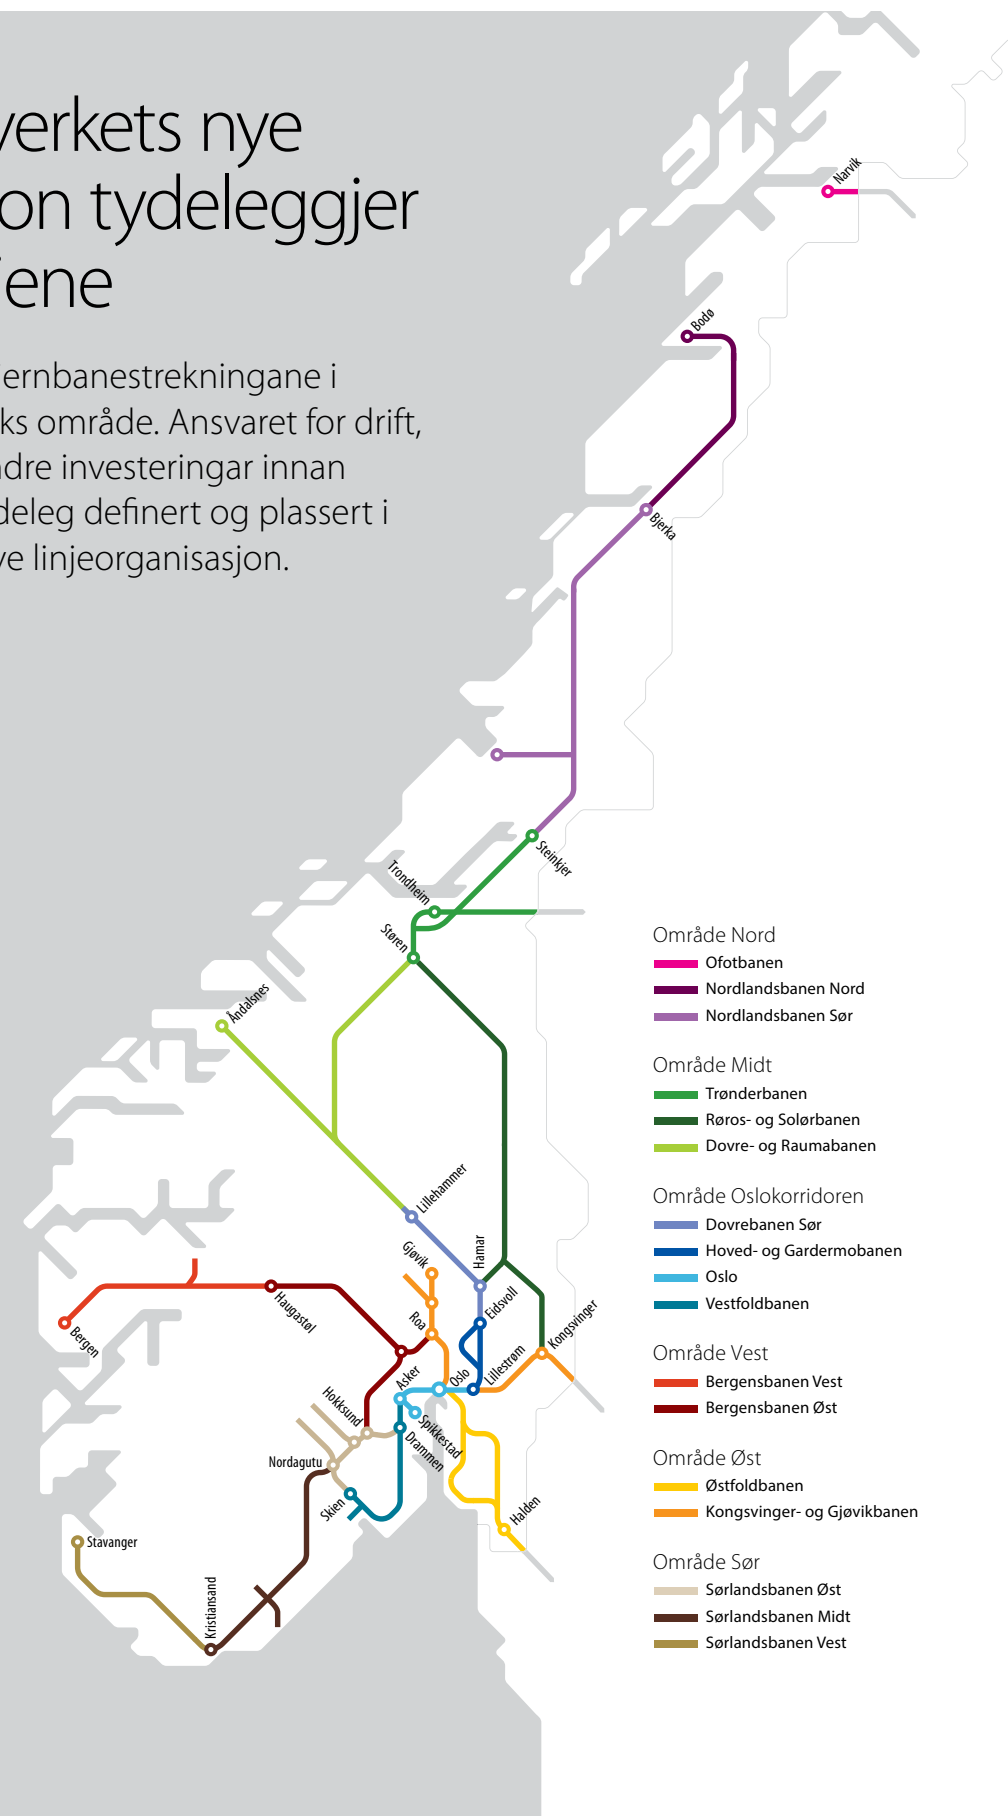 verkets nye
on tydeleggjer
jene
jernbanestrekningane i
ks område. Ansvaret for drift,
ndre investeringar innan
deleg definert og plassert i
ye linjeorganisasjon.
Narvik
Bodø
Bjerka
Steinkjer
Trondheim
Støren
Åndalsnes
Lillehammer
Hamar
Gjøvik
Eidsvoll
Roa
Kongsvinger
Haugastøl
Bergen
Lillestrøm
Oslo
Asker
Hokksund
Spikkestad
Drammen
Nordagutu
Skien
Halden
Stavanger
Kristiansand
Område Nord
Ofotbanen
Nordlandsbanen Nord
Nordlandsbanen Sør
Område Midt
Trønderbanen
Røros- og Solørbanen
Dovre- og Raumabanen
Område Oslokorridoren
Dovrebanen Sør
Hoved- og Gardermobanen
Oslo
Vestfoldbanen
Område Vest
Bergensbanen Vest
Bergensbanen Øst
Område Øst
Østfoldbanen
Kongsvinger- og Gjøvikbanen
Område Sør
Sørlandsbanen Øst
Sørlandsbanen Midt
Sørlandsbanen Vest